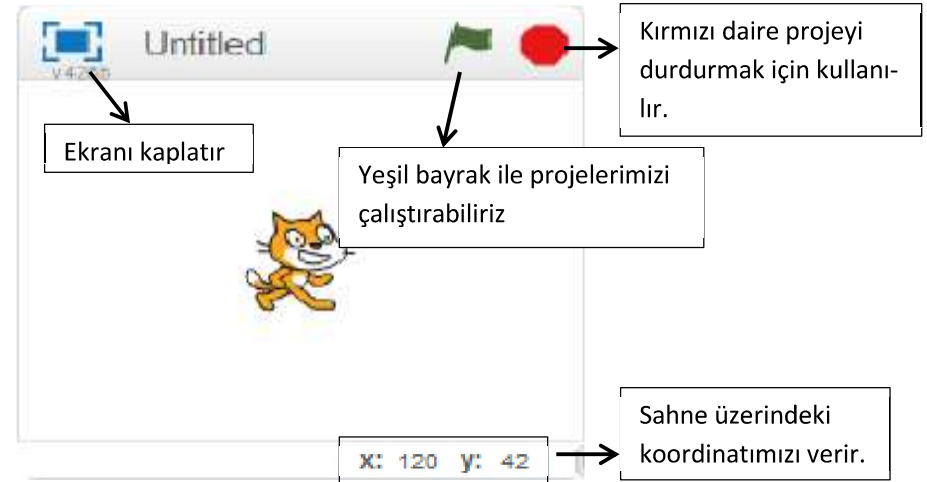 Untitled
Kırmızı daire projeyi
durdurmak için kullanı-
lır.
Ekranı kaplatır
Yeşil bayrak ile projelerimizi
çalıştırabiliriz
Sahne üzerindeki
koordinatımızı verir.
x: 120 y: 42